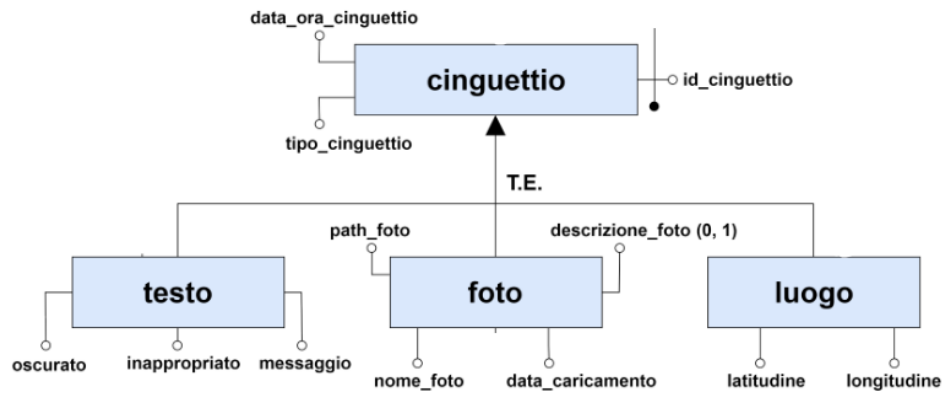 data_ora_cinguettio
cinguettio
id_cinguettio
tipo_cinguettio
T.E.
path_foto
descrizione_foto (0, 1)
testo
foto
luogo
oscurato
inappropriato
messaggio
nome_foto
data_caricamento
latitudine
longitudine